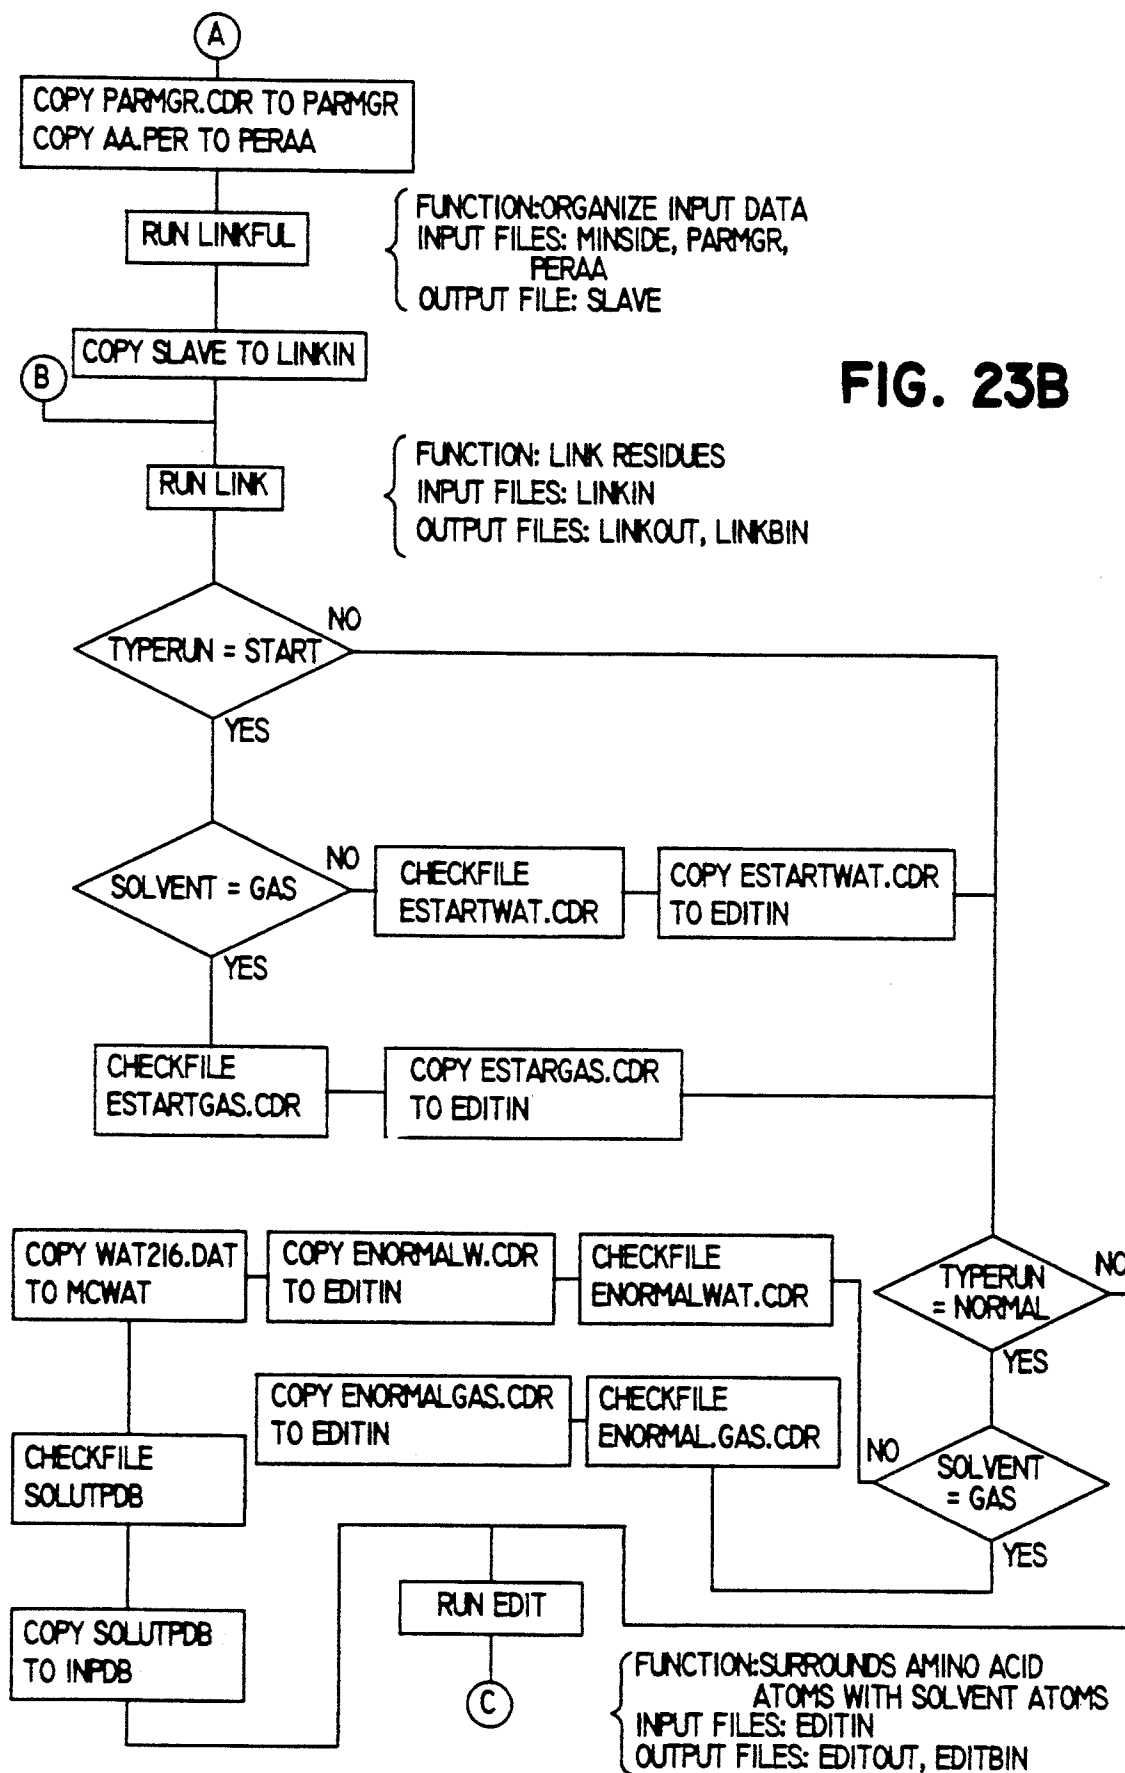 A
COPY PARMGR.CDR TO PARMGR
COPY AA.PER TO PERAA
RUN LINKFUL
FUNCTION:ORGANIZE INPUT DATA
INPUT FILES: MINSIDE, PARMGR,
PERAA
OUTPUT FILE: SLAVE
COPY SLAVE TO LINKIN
B
FIG. 23B
RUN LINK
FUNCTION: LINK RESIDUES
INPUT FILES: LINKIN
OUTPUT FILES: LINKOUT, LINKBIN
TYPERUN = START
NO
YES
SOLVENT = GAS
NO
CHECKFILE
ESTARTWAT.CDR
COPY ESTARTWAT.CDR
TO EDITIN
YES
CHECKFILE
ESTARTGAS.CDR
COPY ESTARGAS.CDR
TO EDITIN
COPY WAT216.DAT
TO MCWAT
COPY ENORMALW.CDR
TO EDITIN
CHECKFILE
ENORMALWAT.CDR
TYPERUN
= NORMAL
NO
YES
COPY ENORMALGAS.CDR
TO EDITIN
CHECKFILE
ENORMAL.GAS.CDR
NO
SOLVENT
= GAS
YES
CHECKFILE
SOLUTPDB
COPY SOLUTPDB
TO INPDB
RUN EDIT
C
FUNCTION:SURROUNDS AMINO ACID
ATOMS WITH SOLVENT ATOMS
INPUT FILES: EDITIN
OUTPUT FILES: EDITOUT, EDITBIN